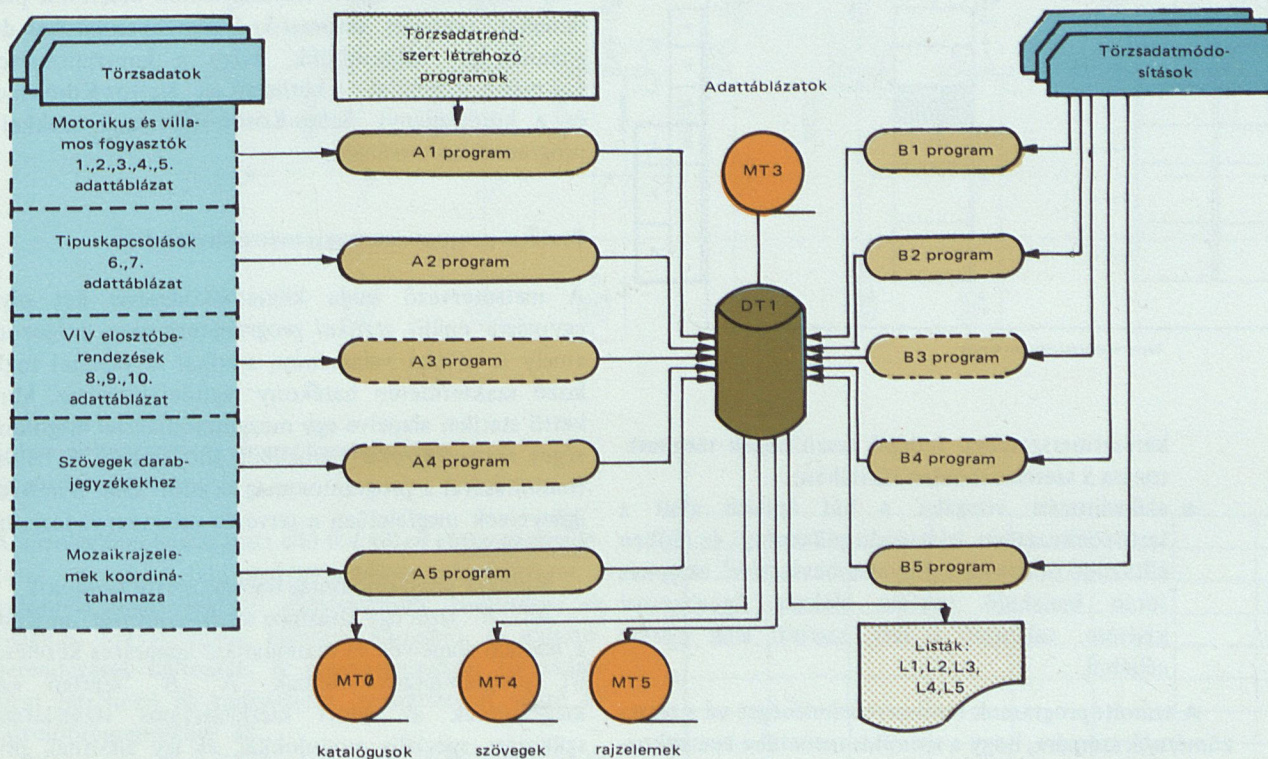 Törzsadatok
Motorikus és villa-
mos fogyasztók
1.,2.,3.,4.,5.
adattáblázat
Tipuskapcsolások
6.,7.
adattáblázat
VIV elosztóbe-
rendezések
8.,9.,10.
adattáblázat
Szövegek darab-
jegyzékekhez
Mozaikrajzele-
mek koordiná-
tahalmaza
Törzsadatrend-
szert létrehozó
programok
A1 program
A2 program
A3 progam
A4 program
A5 program
Adattáblázatok
MT3
DT1
Törzsadatmódo-
sítások
B1 program
B2 program
B3 program
B4 program
B5 program
MTØ
MT4
MT5
katalógusok
szövegek
rajzelemek
Listák:
L1,L2,L3,
L4,L5